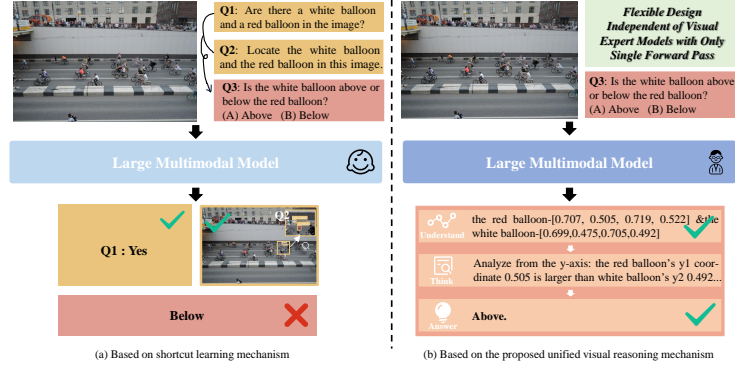 Q1: Are there a white balloon
and a red balloon in the image?
Q2: Locate the white balloon
and the red balloon in this image.
Q3: Is the white balloon above or
below the red balloon?
(A) Above (B) Below
Large Multimodal Model
Q1 : Yes
Q2
Below
(a) Based on shortcut learning mechanism
Flexible Design
Independent of Visual
Expert Models with Only
Single Forward Pass
Q3: Is the white balloon above
or below the red balloon?
(A) Above (B) Below
Large Multimodal Model
Understand
the red balloon-[0.707, 0.505, 0.719, 0.522] &the
white balloon-[0.699,0.475,0.705,0.492]
Think
Analyze from the y-axis: the red balloon's y1 coor-
dinate 0.505 is larger than white balloon's y2 0.492...
Answer
Above.
(b) Based on the proposed unified visual reasoning mechanism